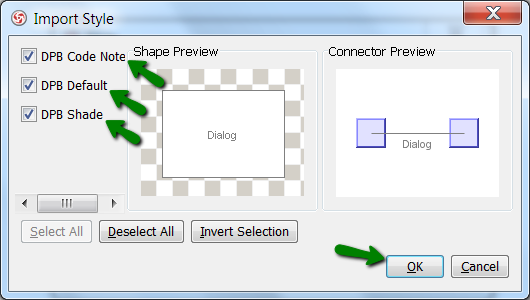 Import Style
DPB Code Note
DPB Default
DPB Shade
Shape Preview
Dialog
Connector Preview
Dialog
Select All
Deselect All
Invert Selection
OK
Cancel